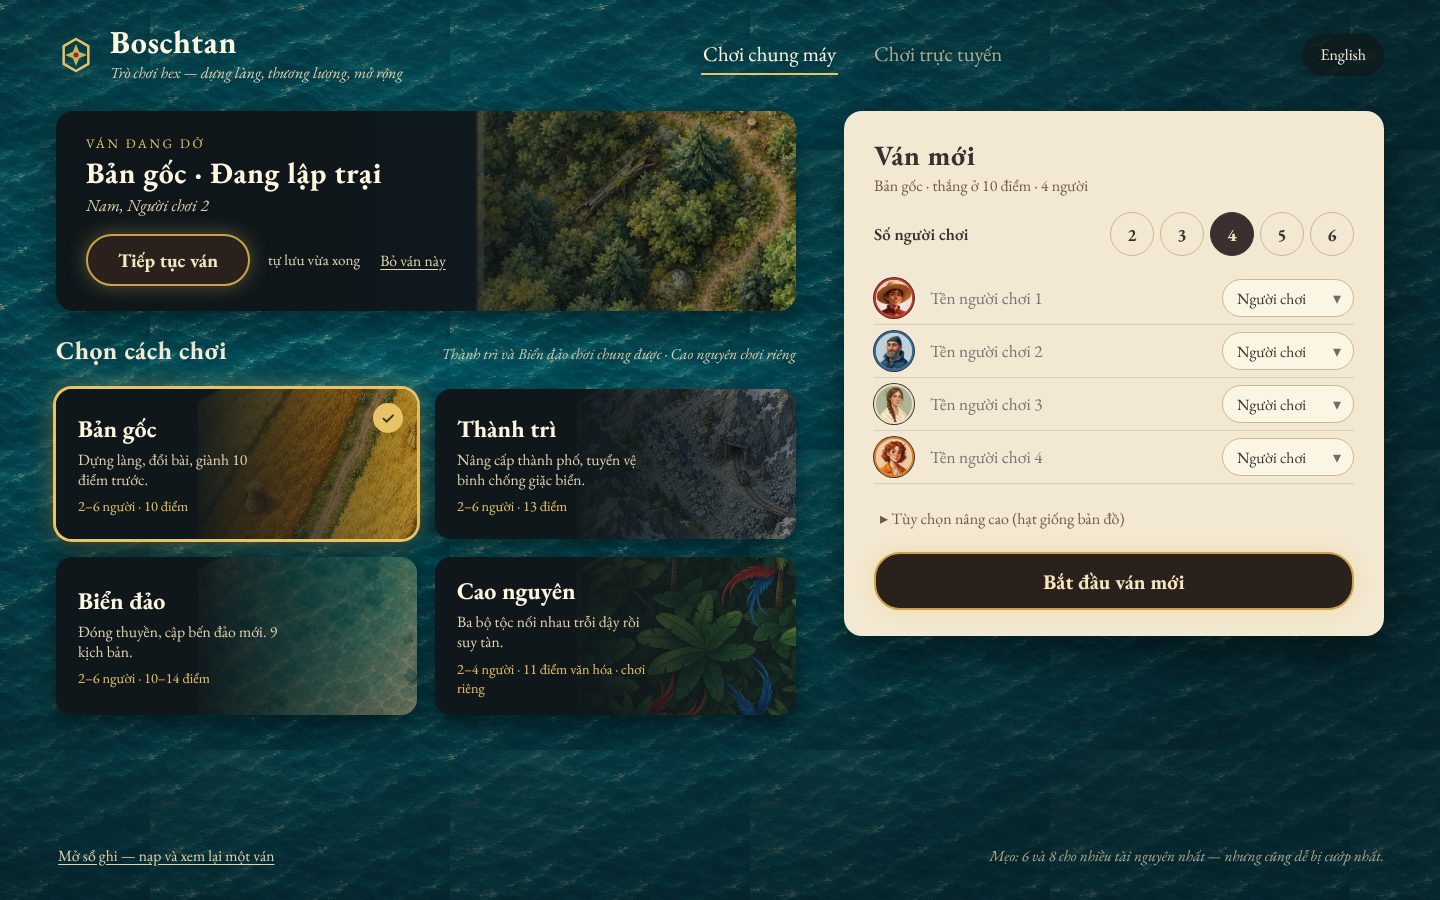 Boschtan
Trò chơi hex — dựng làng, thương lượng, mở rộng
Chơi chung máy
Chơi trực tuyến
English
VÁN ĐANG DỞ
Bản gốc · Đang lập trại
Nam, Người chơi 2
Tiếp tục ván
tự lưu vừa xong
Bỏ ván này
Chọn cách chơi
Thành trì và Biển đảo chơi chung được · Cao nguyên chơi riêng
Bản gốc
Dựng làng, đổi bài, giành 10
điểm trước.
2–6 người · 10 điểm
Thành trì
Nâng cấp thành phố, tuyển vệ
binh chống giặc biển.
2–6 người · 13 điểm
Biển đảo
Đóng thuyền, cập bến đảo mới. 9
kịch bản.
2–6 người · 10–14 điểm
Cao nguyên
Ba bộ tộc nối nhau trỗi dậy rồi
suy tàn.
2–4 người · 11 điểm văn hóa · chơi
riêng
Ván mới
Bản gốc · thắng ở 10 điểm · 4 người
Số người chơi
2 3 4 5 6
Tên người chơi 1
Người chơi ▾
Tên người chơi 2
Người chơi ▾
Tên người chơi 3
Người chơi ▾
Tên người chơi 4
Người chơi ▾
▸ Tùy chọn nâng cao (hạt giống bản đồ)
Bắt đầu ván mới
Mở sổ ghi — nạp và xem lại một ván
Mẹo: 6 và 8 cho nhiều tài nguyên nhất — nhưng cũng dễ bị cướp nhất.